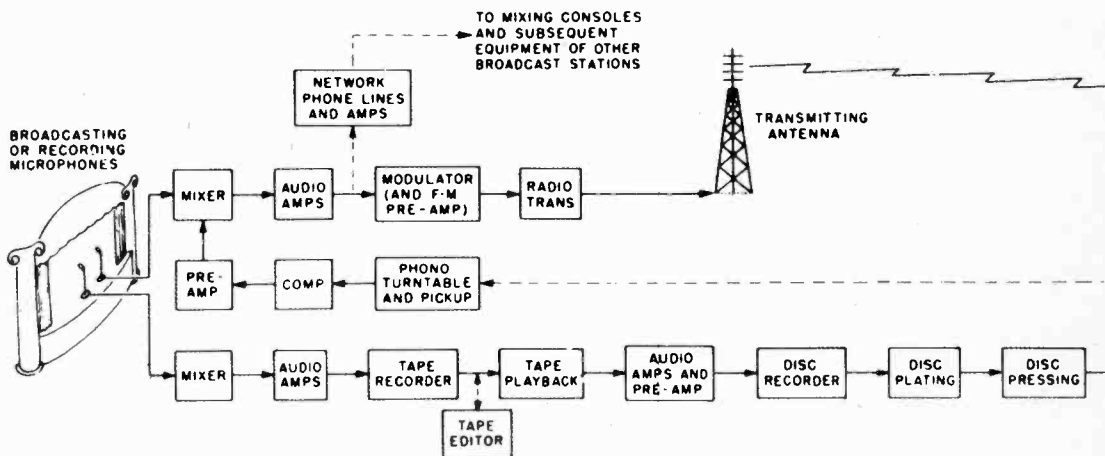 TO MIXING CONSOLES
AND SUBSEQUENT
EQUIPMENT OF OTHER
BROADCAST STATIONS
NETWORK
PHONE LINES
AND AMPS
TRANSMITTING
ANTENNA
BROADCASTING
OR RECORDING
MICROPHONES
MIXER
AUDIO
AMPS
MODULATOR
(AND F-M
PRE-AMP)
RADIO
TRANS
PRE-
AMP
COMP
PHONO
TURNTABLE
AND PICKUP
MIXER
AUDIO
AMPS
TAPE
RECORDER
TAPE
PLAYBACK
AUDIO
AMPS AND
PRE-AMP
DISC
RECORDER
DISC
PLATING
DISC
PRESSING
TAPE
EDITOR